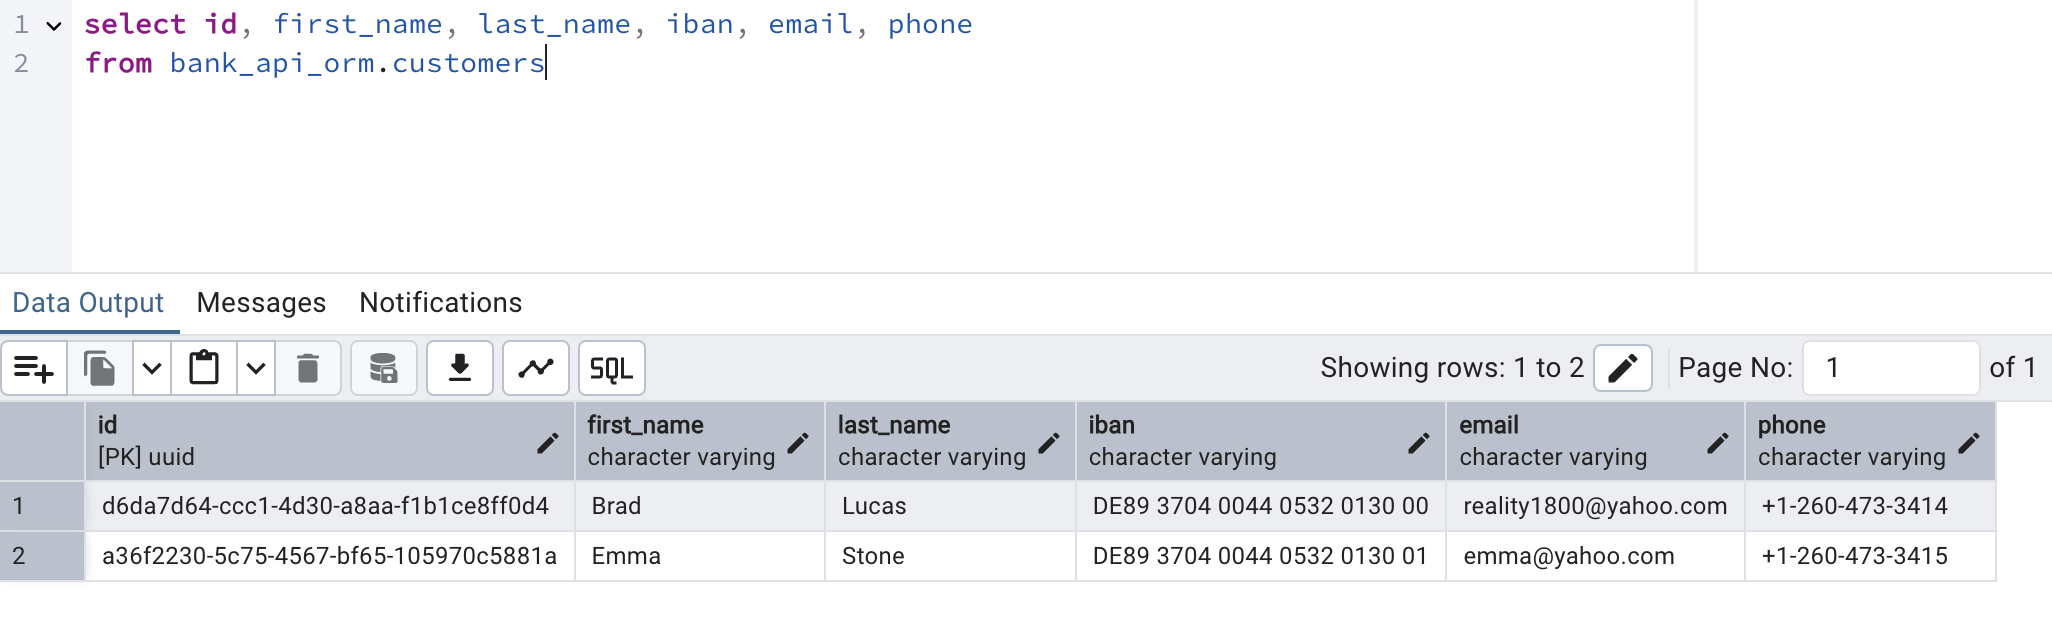 1 select id, first_name, last_name, iban, email, phone
2 from bank_api_orm.customers
Data Output Messages Notifications
SQL Showing rows: 1 to 2 Page No: 1 of 1
id first_name last_name iban email phone
[PK] uuid character varying character varying character varying character varying character varying
1 d6da7d64-ccc1-4d30-a8aa-f1b1ce8ff0d4 Brad Lucas DE89 3704 0044 0532 0130 00 reality1800@yahoo.com +1-260-473-3414
2 a36f2230-5c75-4567-bf65-105970c5881a Emma Stone DE89 3704 0044 0532 0130 01 emma@yahoo.com +1-260-473-3415